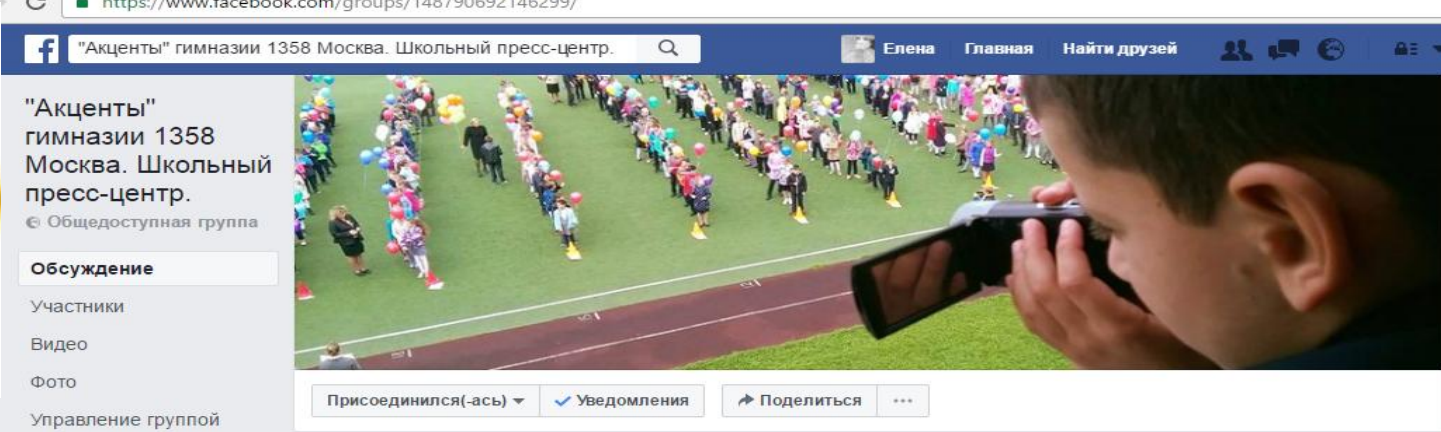 https://www.facebook.com/groups/148790692146299/
"Акценты" гимназии 1358 Москва. Школьный пресс-центр.
Елена Главная Найти друзей
"Акценты"
гимназии 1358
Москва. Школьный
пресс-центр.
Общедоступная группа
Обсуждение
Участники
Видео
Фото
Управление группой
Присоединился(-ась) Уведомления Поделиться ...